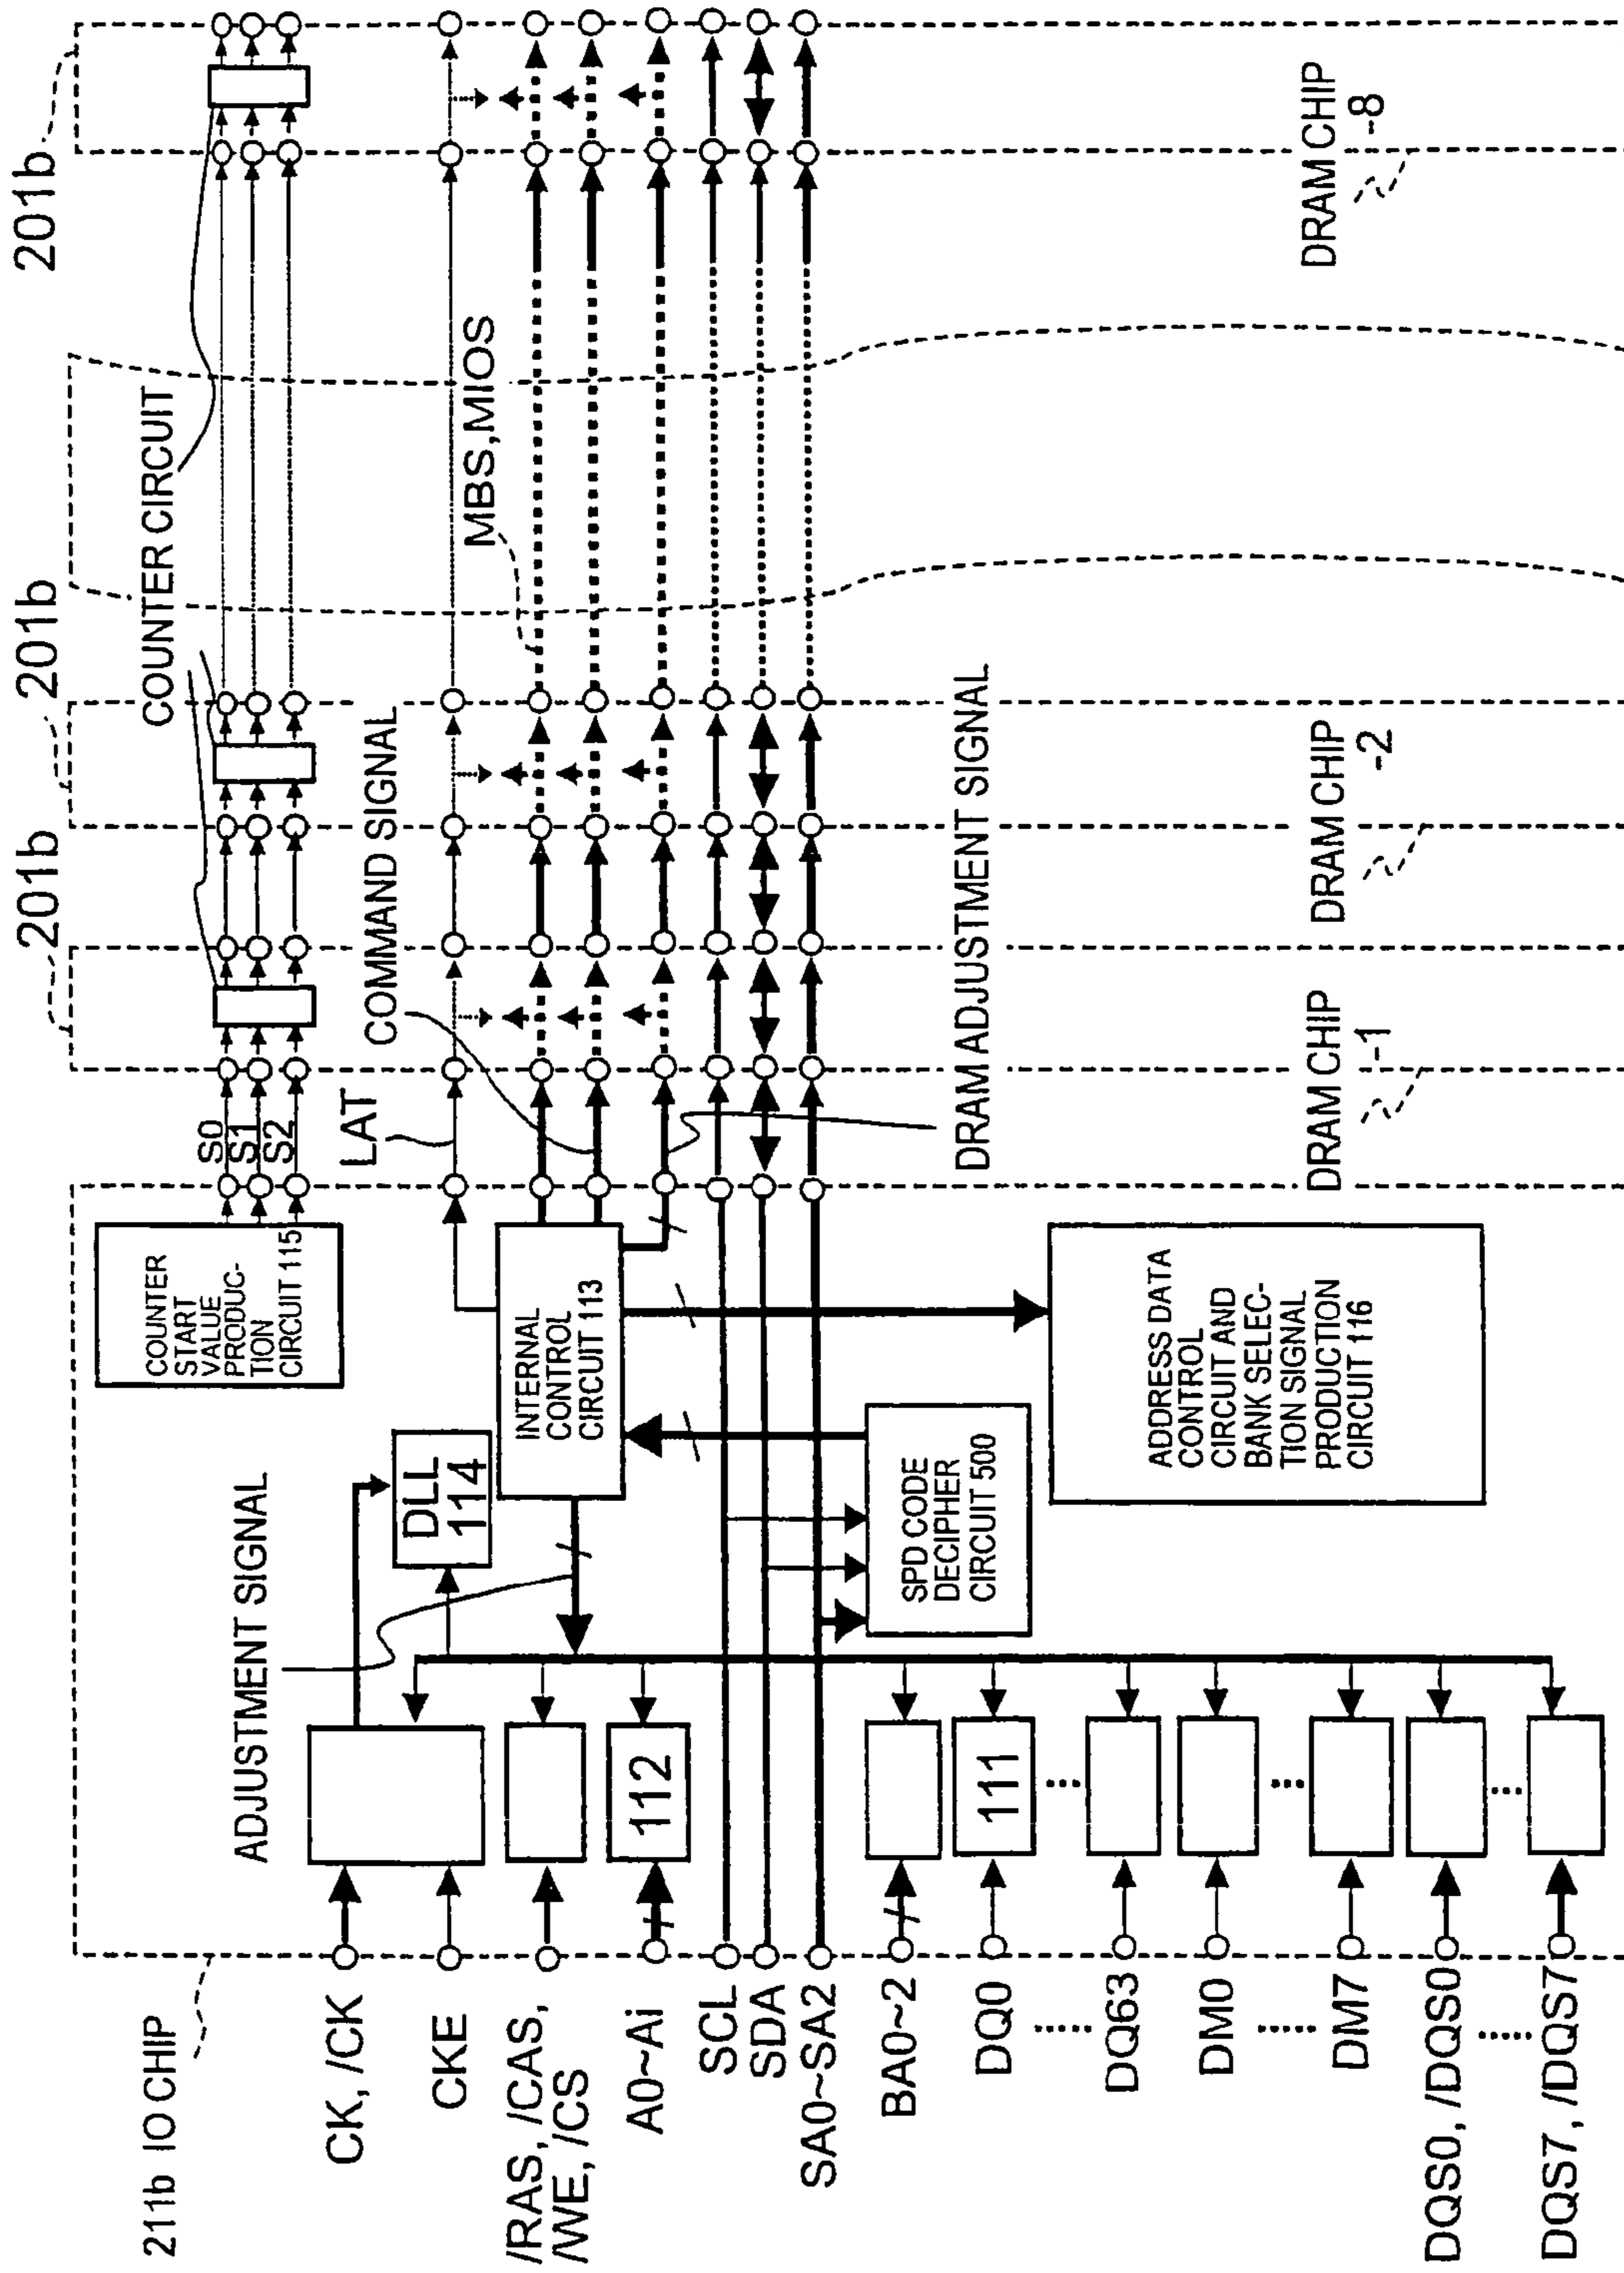 211b IO CHIP
CK, /CK
CKE
/RAS, /CAS,
/WE, /CS
A0~Ai
SCL
SDA
SA0~SA2
BA0~2
DQ0
DQ63
DM0
DM7
DQS0, /DQS0
DQS7, /DQS7
ADJUSTMENT SIGNAL
112
111
DLL
114
COUNTER
START
VALUE
PRODUC-
TION
CIRCUIT 115
INTERNAL
CONTROL
CIRCUIT 113
SPD CODE
DECIPHER
CIRCUIT 500
ADDRESS DATA
CONTROL
CIRCUIT AND
BANK SELEC-
TION SIGNAL
PRODUCTION
CIRCUIT 116
S0
S1
S2
LAT
COMMAND SIGNAL
DRAM ADJUSTMENT SIGNAL
DRAM CHIP
-1
201b
201b
COUNTER CIRCUIT
MBS,MIOS
DRAM CHIP
-2
201b
DRAM CHIP
-8